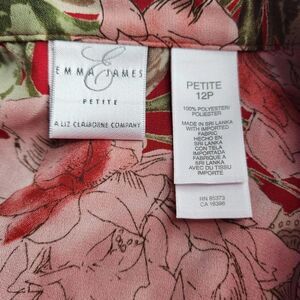 E
EMMA JAMES
PETITE
A LIZ CLAIBORNE COMPANY
PETITE
12P
100% POLYESTER/
POLIESTER
MADE IN SRI LANKA
WITH IMPORTED
FABRIC
HECHO EN
SRI LANKA
CON TELA
IMPORTADA
FABRIQUE A
SRI LANKA
AVEC DU TISSU
IMPORTE
RN 85373
CA 16396